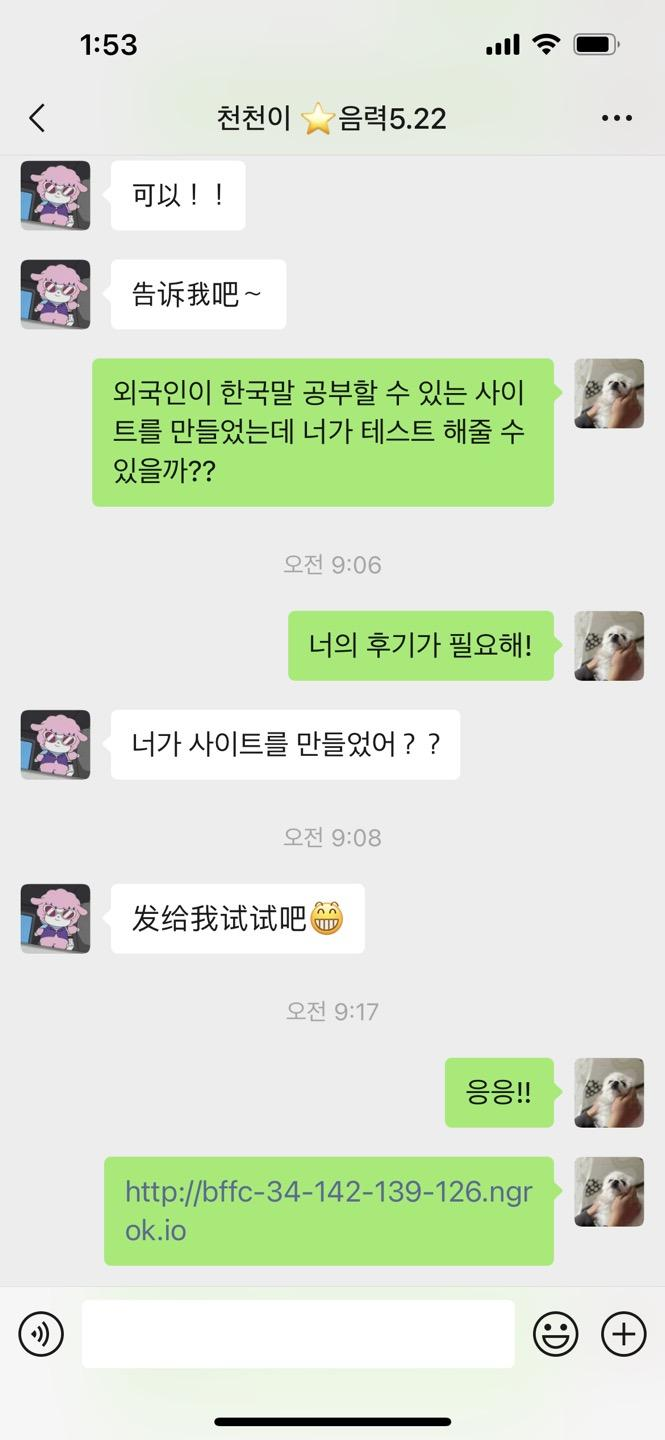 1:53
천천이 ⭐음력5.22
可以！！
告诉我吧～
외국인이 한국말 공부할 수 있는 사이
트를 만들었는데 너가 테스트 해줄 수
있을까??
오전 9:06
너의 후기가 필요해!
너가 사이트를 만들었어？？
오전 9:08
发给我试试吧😁
오전 9:17
응응!!
http://bffc-34-142-139-126.ngr
ok.io